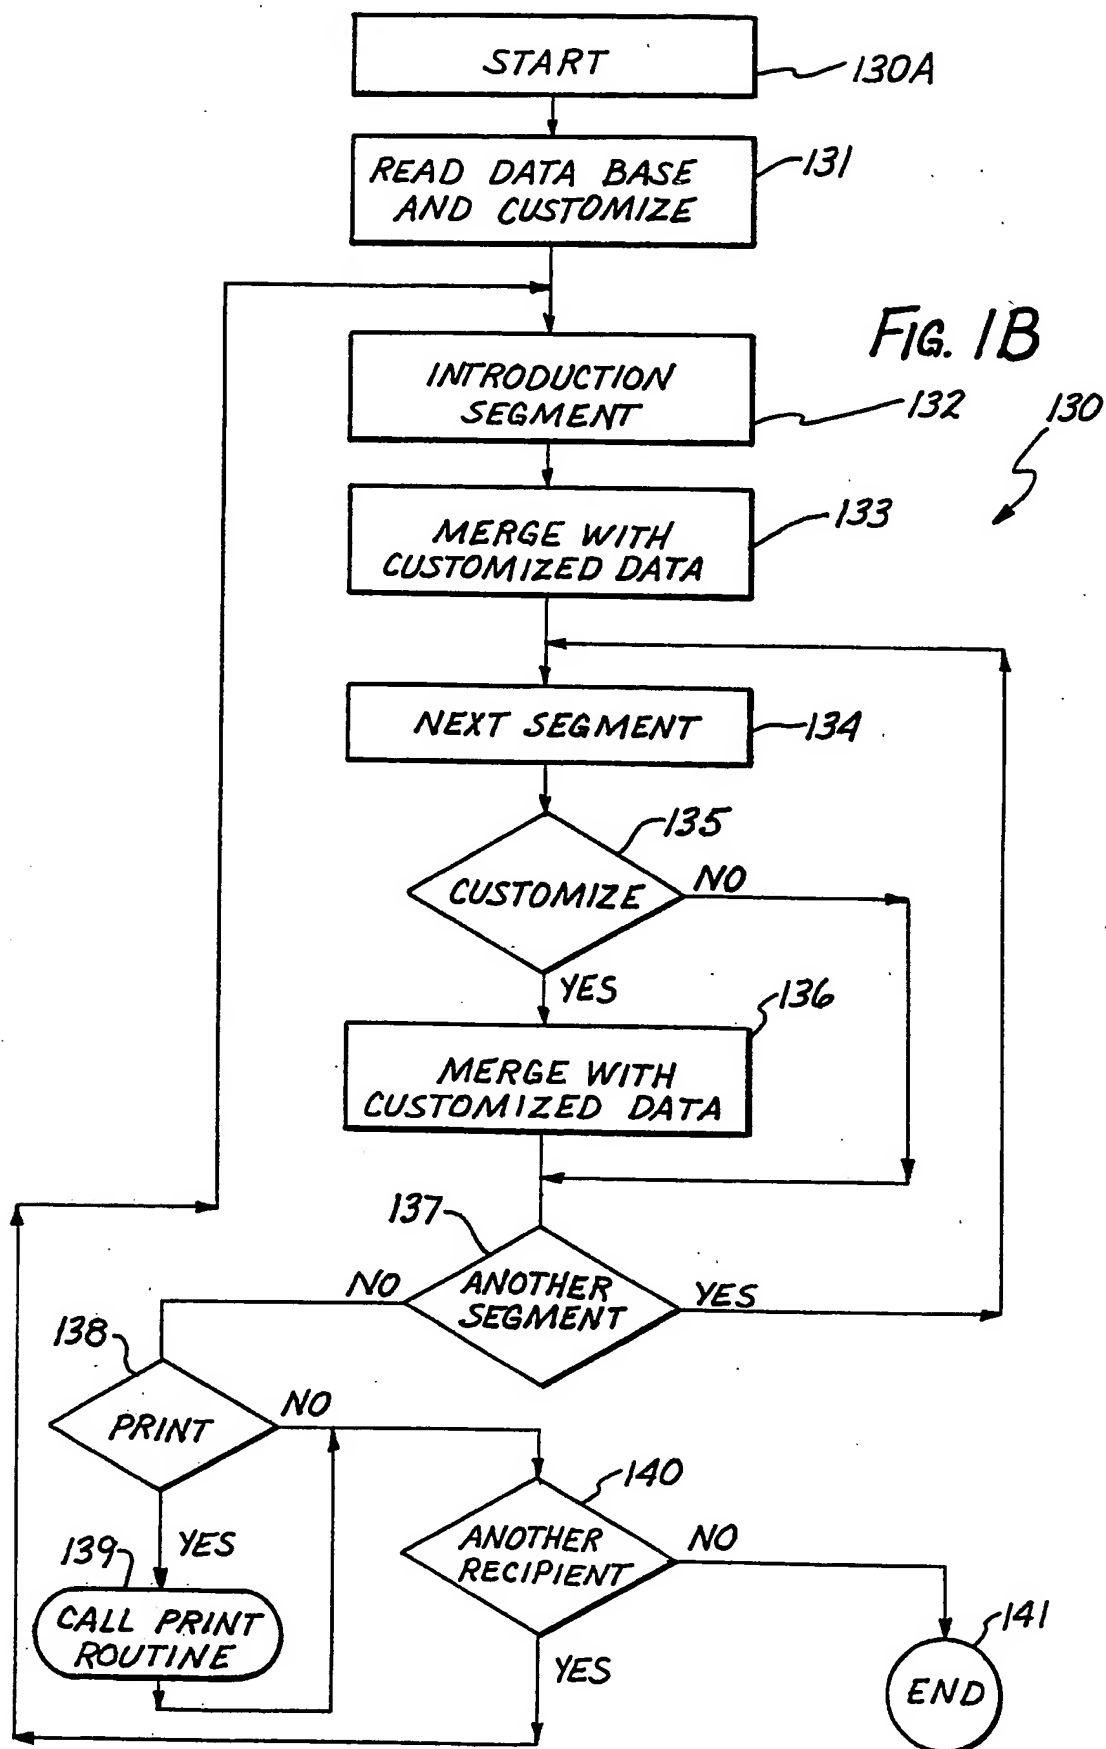 START
130A
READ DATA BASE
AND CUSTOMIZE
131
FIG. 1B
130
INTRODUCTION
SEGMENT
132
MERGE WITH
CUSTOMIZED DATA
133
NEXT SEGMENT
134
135
CUSTOMIZE
NO
YES
136
MERGE WITH
CUSTOMIZED DATA
137
NO
ANOTHER
SEGMENT
YES
138
PRINT
NO
140
ANOTHER
RECIPIENT
NO
YES
139
CALL PRINT
ROUTINE
YES
141
END